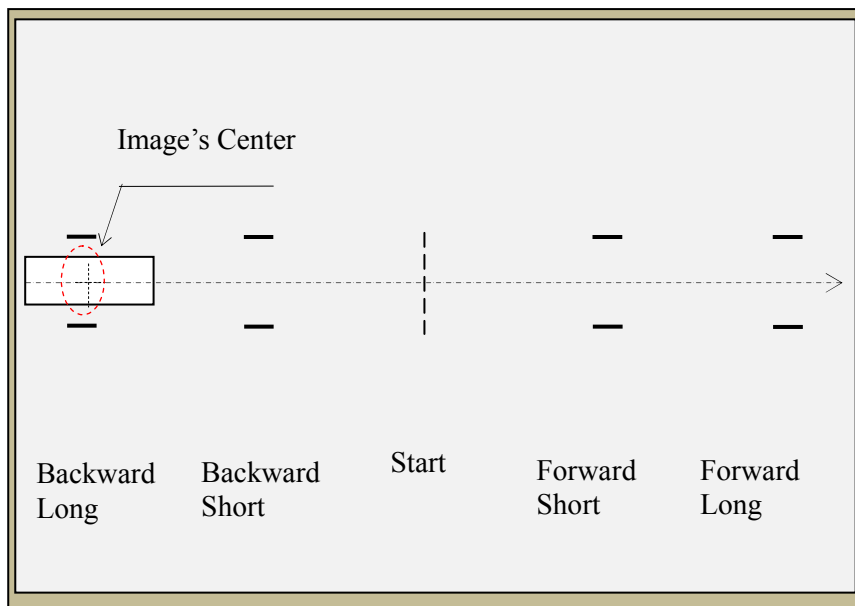 Image’s Center
Backward
Long
Backward
Short
Start
Forward
Short
Forward
Long